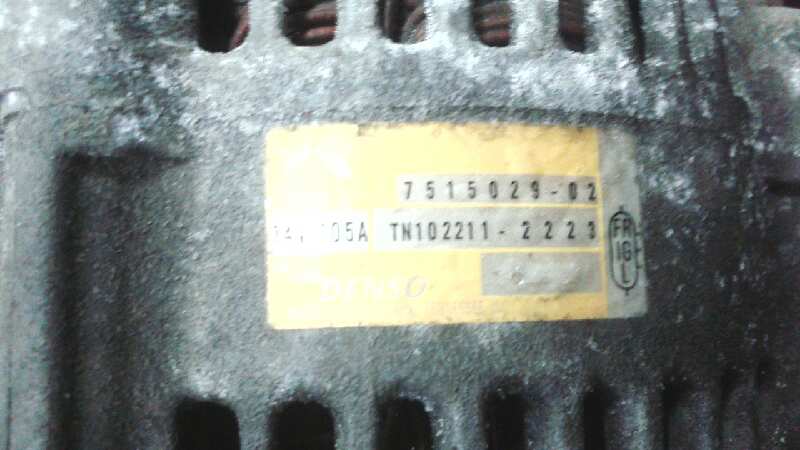 7515029-02
14V 105A TN102211-2223
DENSO
FR
IG
L